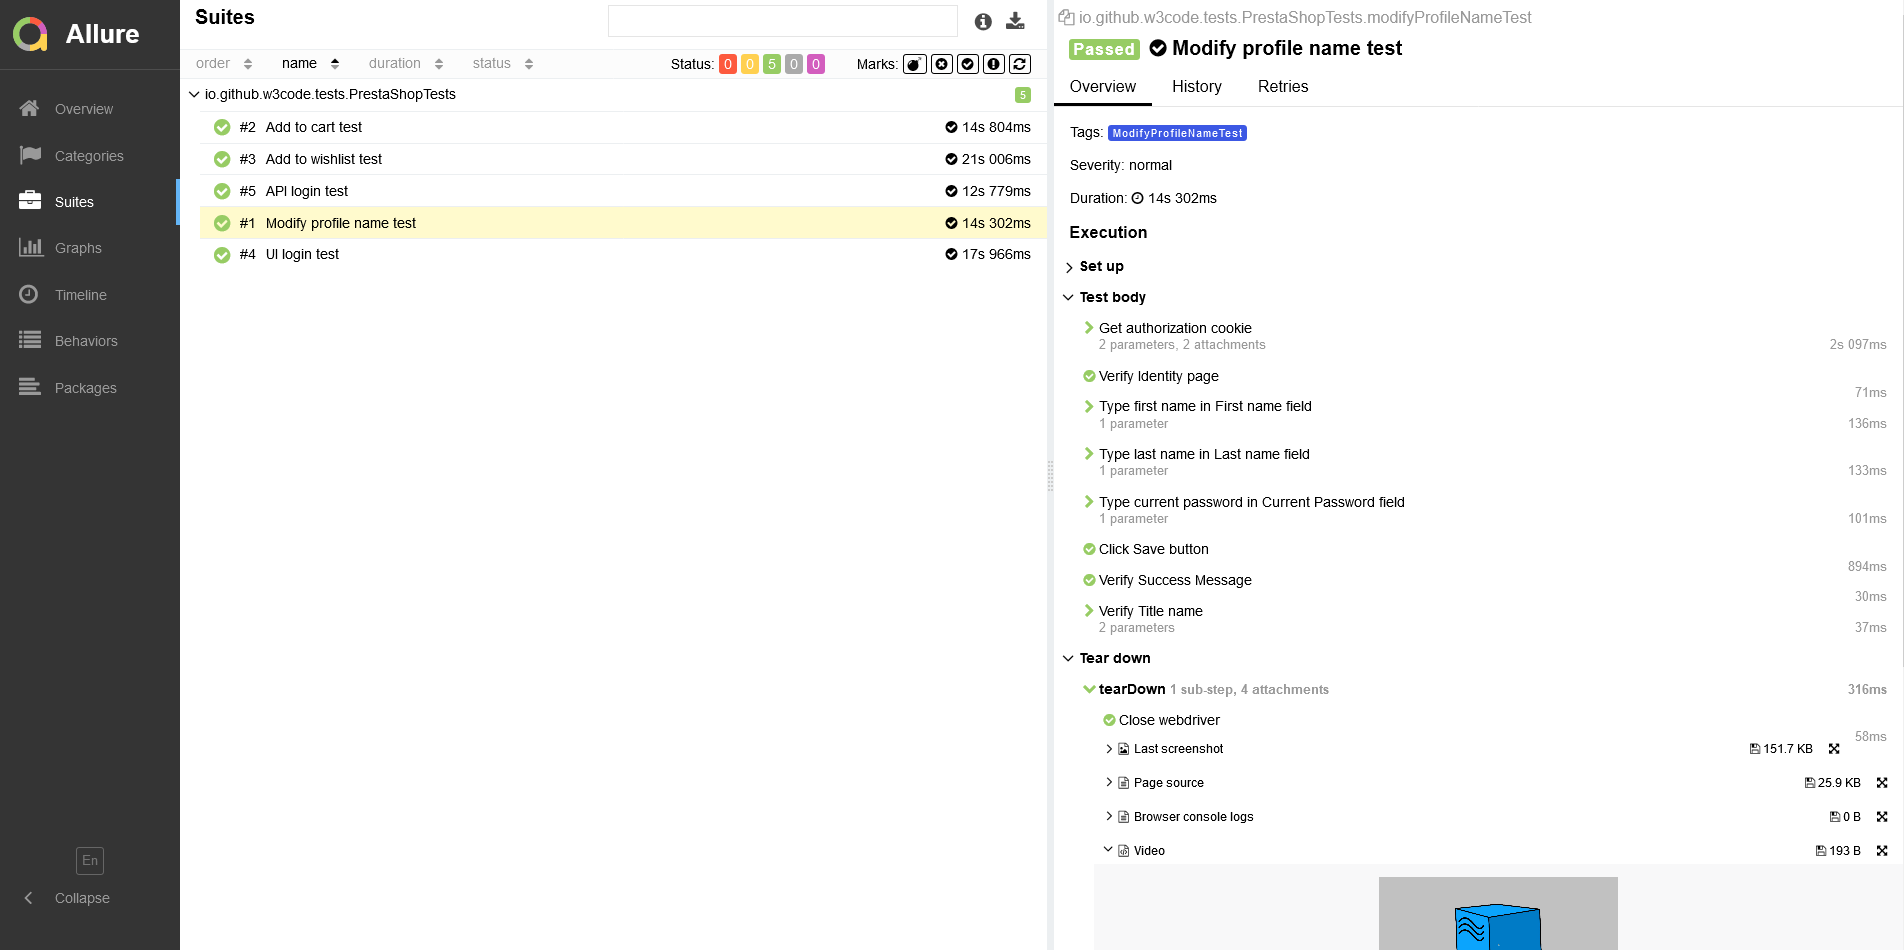 Allure
Overview
Categories
Suites
Graphs
Timeline
Behaviors
Packages
En
Collapse
Suites
order name duration status Status: 0 0 5 0 0 Marks:
io.github.w3code.tests.PrestaShopTests 5
#2 Add to cart test 14s 804ms
#3 Add to wishlist test 21s 006ms
#5 API login test 12s 779ms
#1 Modify profile name test 14s 302ms
#4 UI login test 17s 966ms
io.github.w3code.tests.PrestaShopTests.modifyProfileNameTest
Passed Modify profile name test
Overview History Retries
Tags: ModifyProfileNameTest
Severity: normal
Duration: 14s 302ms
Execution
Set up
Test body
Get authorization cookie
2 parameters, 2 attachments 2s 097ms
Verify Identity page
71ms
Type first name in First name field
1 parameter 136ms
Type last name in Last name field
1 parameter 133ms
Type current password in Current Password field
1 parameter 101ms
Click Save button
894ms
Verify Success Message
30ms
Verify Title name
2 parameters 37ms
Tear down
tearDown 1 sub-step, 4 attachments 316ms
Close webdriver
58ms
Last screenshot 151.7 KB
Page source 25.9 KB
Browser console logs 0 B
Video 193 B